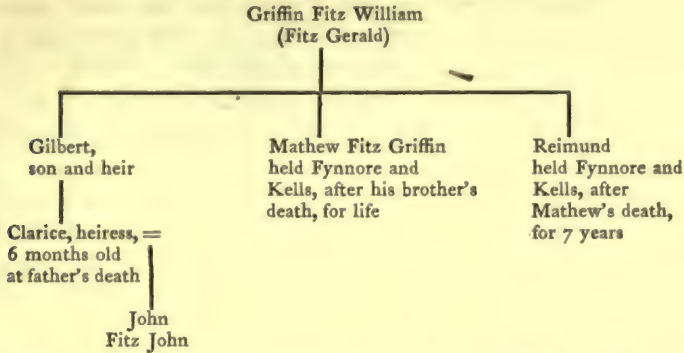 Griffin Fitz William
(Fitz Gerald)
Gilbert,
son and heir
Mathew Fitz Griffin
held Fynnore and
Kells, after his brother's
death, for life
Reimund
held Fynnore and
Kells, after
Mathew's death,
for 7 years
Clarice, heiress, =
6 months old
at father's death
John
Fitz John